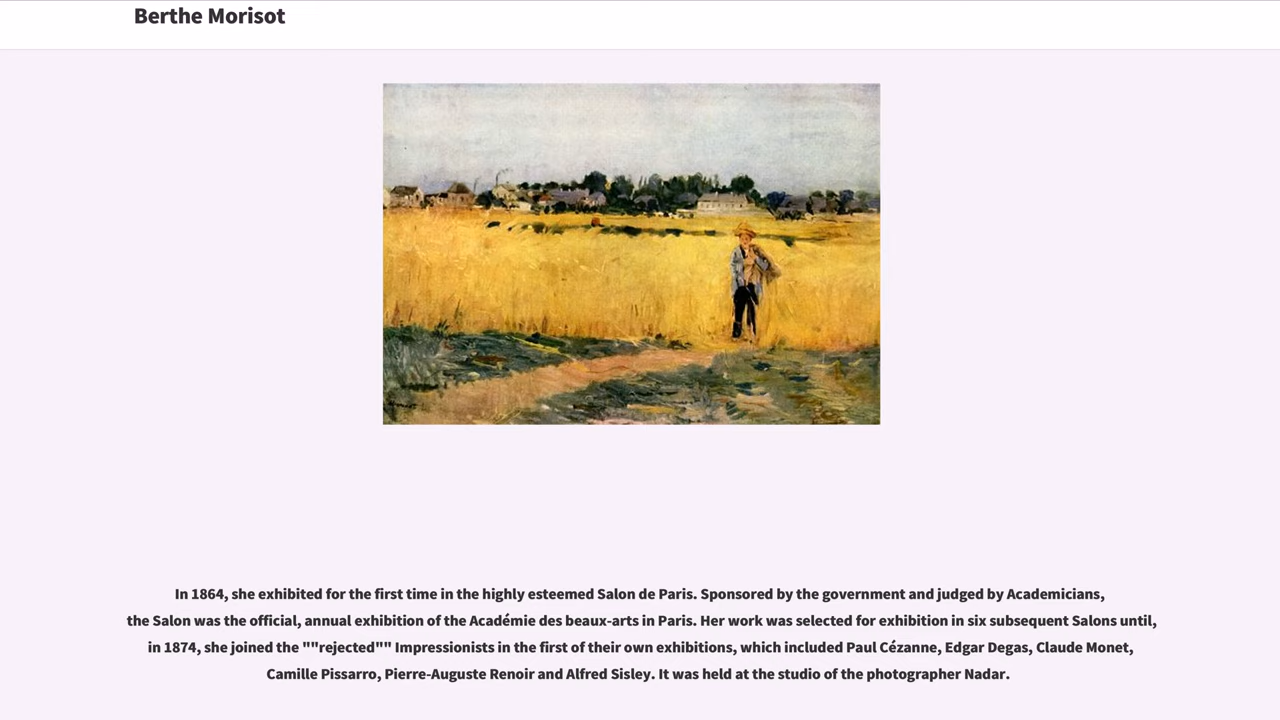 Berthe Morisot
In 1864, she exhibited for the first time in the highly esteemed Salon de Paris. Sponsored by the government and judged by Academicians,
the Salon was the official, annual exhibition of the Académie des beaux-arts in Paris. Her work was selected for exhibition in six subsequent Salons until,
in 1874, she joined the ""rejected"" Impressionists in the first of their own exhibitions, which included Paul Cézanne, Edgar Degas, Claude Monet,
Camille Pissarro, Pierre-Auguste Renoir and Alfred Sisley. It was held at the studio of the photographer Nadar.